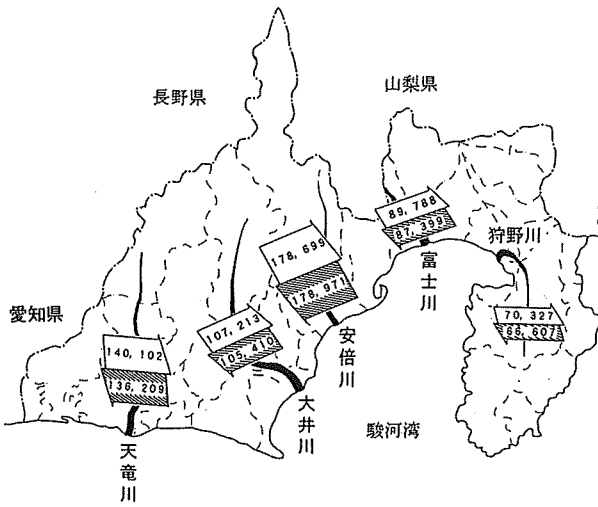 長野県
山梨県
愛知県
狩野川
89, 788
87, 399
富士川
178, 699
178, 971
安倍川
70, 327
66, 607
107, 213
105, 410
大井川
140, 102
136, 209
天竜川
駿河湾